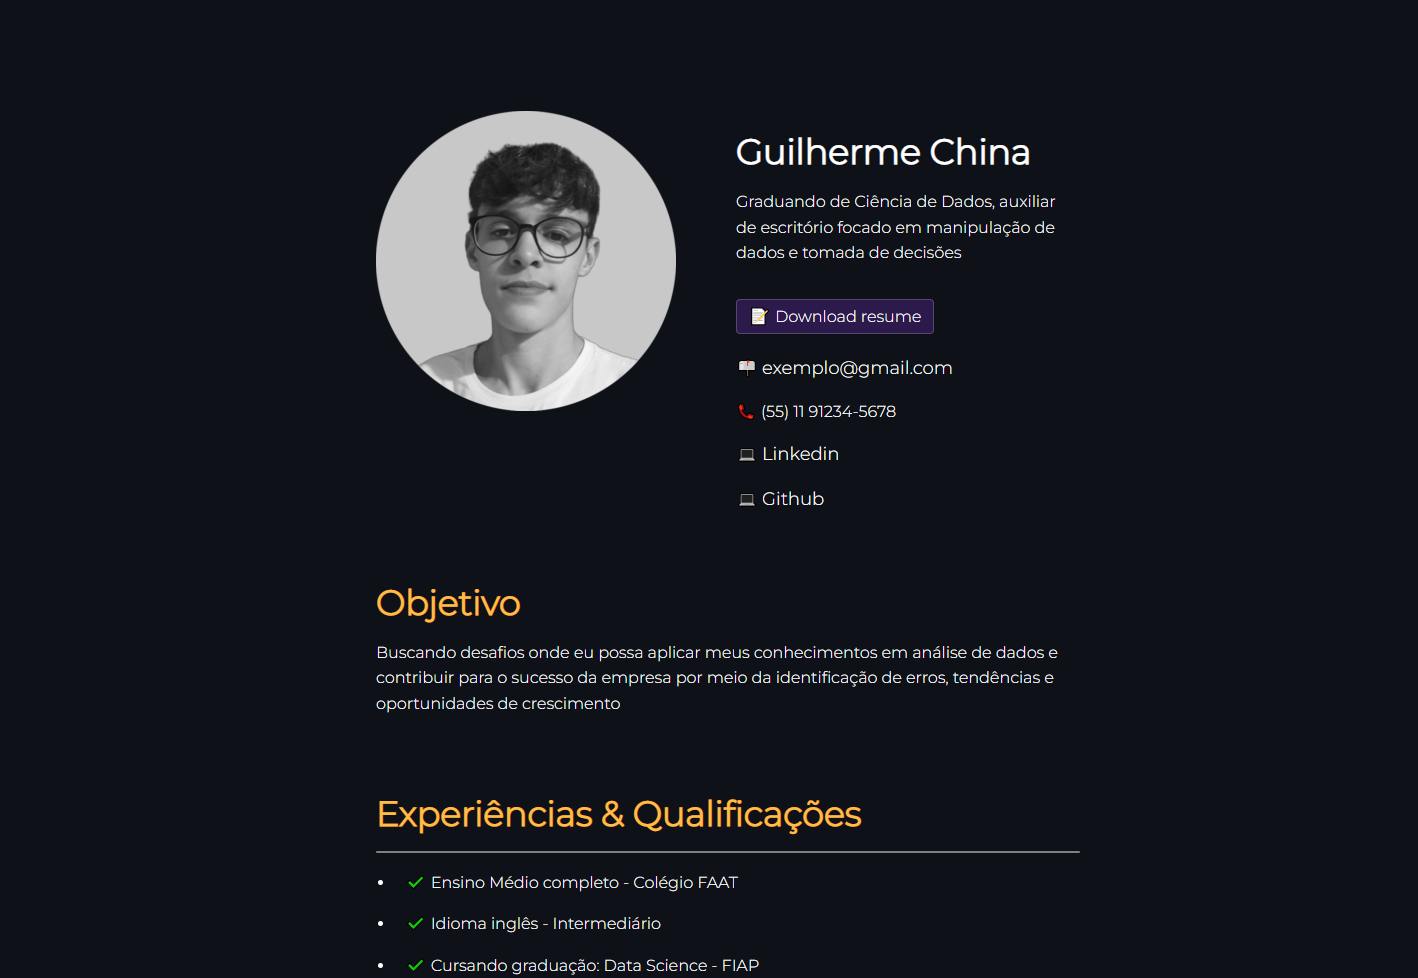 Guilherme China
Graduando de Ciência de Dados, auxiliar
de escritório focado em manipulação de
dados e tomada de decisões
📝 Download resume
📫 exemplo@gmail.com
📞 (55) 11 91234-5678
💻 Linkedin
💻 Github
Objetivo
Buscando desafios onde eu possa aplicar meus conhecimentos em análise de dados e
contribuir para o sucesso da empresa por meio da identificação de erros, tendências e
oportunidades de crescimento
Experiências & Qualificações
• ✓ Ensino Médio completo - Colégio FAAT
• ✓ Idioma inglês - Intermediário
• ✓ Cursando graduação: Data Science - FIAP